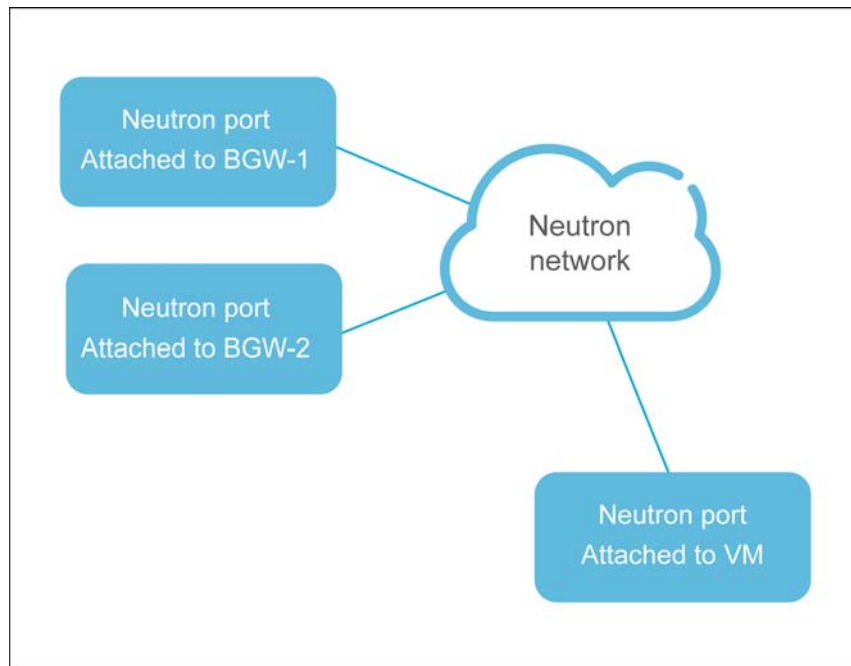 Neutron port
Attached to BGW-1
Neutron
network
Neutron port
Attached to BGW-2
Neutron port
Attached to VM